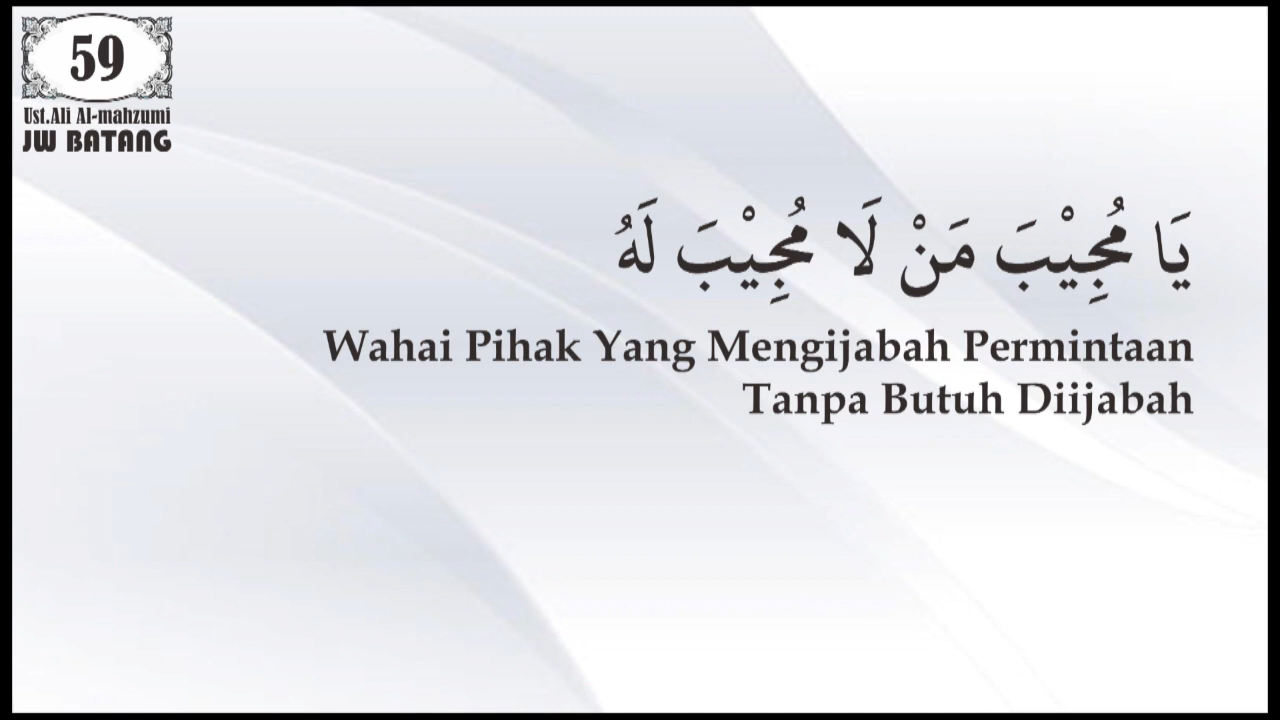 59
Ust.Ali Al-mahzumi
JW BATANG
يَا مُجِيْبَ مَنْ لَا مُجِيْبَ لَهُ
Wahai Pihak Yang Mengijabah Permintaan
Tanpa Butuh Diijabah